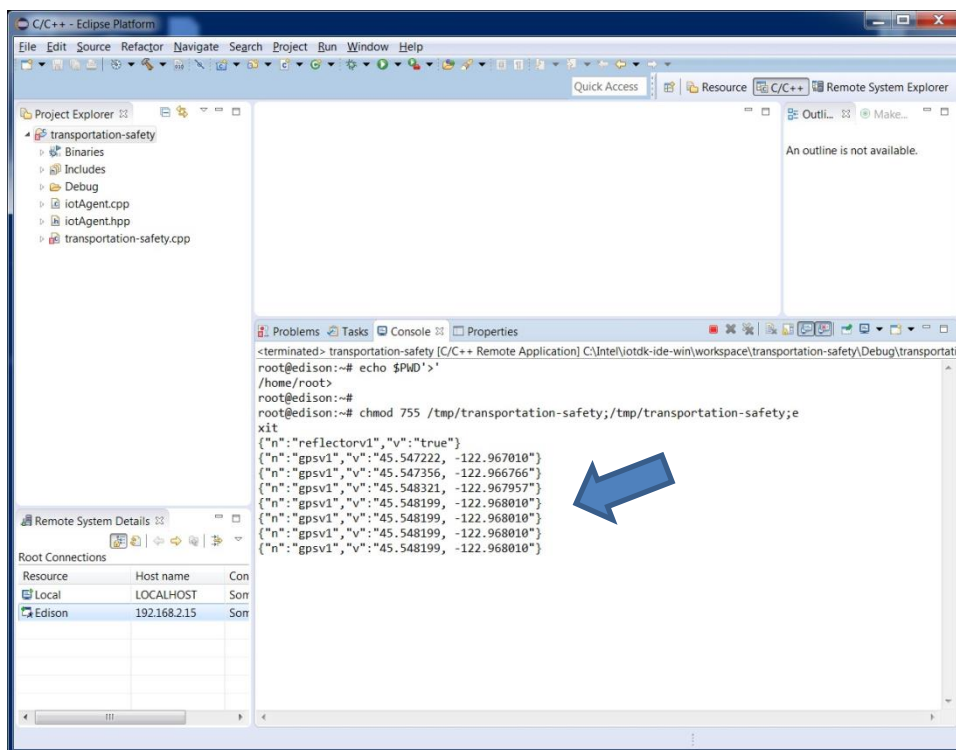 C/C++ - Eclipse Platform
File Edit Source Refactor Navigate Search Project Run Window Help
Quick Access Resource C/C++ Remote System Explorer
Project Explorer
transportation-safety
Binaries
Includes
Debug
iotAgent.cpp
iotAgent.hpp
transportation-safety.cpp
Outli... Make...
An outline is not available.
Problems Tasks Console Properties
<terminated> transportation-safety [C/C++ Remote Application] C:\Intel\iotdk-ide-win\workspace\transportation-safety\Debug\transportati
root@edison:~# echo $PWD'>'
/home/root>
root@edison:~#
root@edison:~# chmod 755 /tmp/transportation-safety;/tmp/transportation-safety;e
xit
{"n":"reflectorv1","v":"true"}
{"n":"gpsv1","v":"45.547222, -122.967010"}
{"n":"gpsv1","v":"45.547356, -122.966766"}
{"n":"gpsv1","v":"45.548321, -122.967957"}
{"n":"gpsv1","v":"45.548199, -122.968010"}
{"n":"gpsv1","v":"45.548199, -122.968010"}
{"n":"gpsv1","v":"45.548199, -122.968010"}
{"n":"gpsv1","v":"45.548199, -122.968010"}
Remote System Details
Root Connections
Resource Host name Con
Local LOCALHOST Som
Edison 192.168.2.15 Som